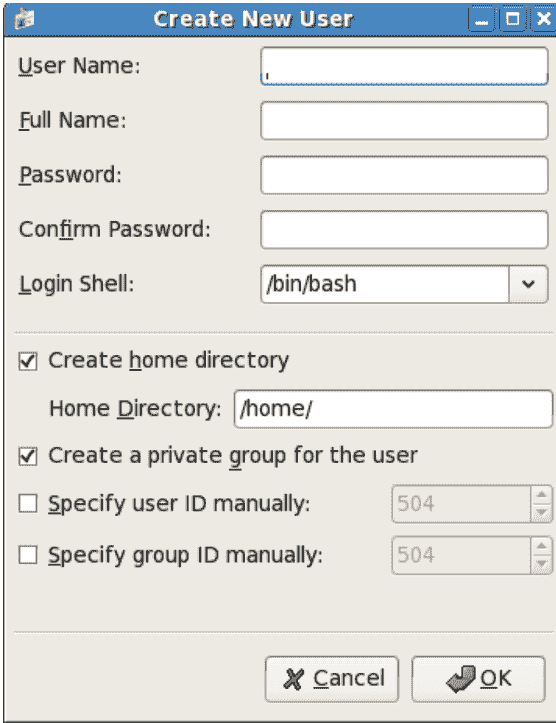 Create New User
User Name:
Full Name:
Password:
Confirm Password:
Login Shell: /bin/bash
Create home directory
Home Directory: /home/
Create a private group for the user
Specify user ID manually: 504
Specify group ID manually: 504
Cancel OK